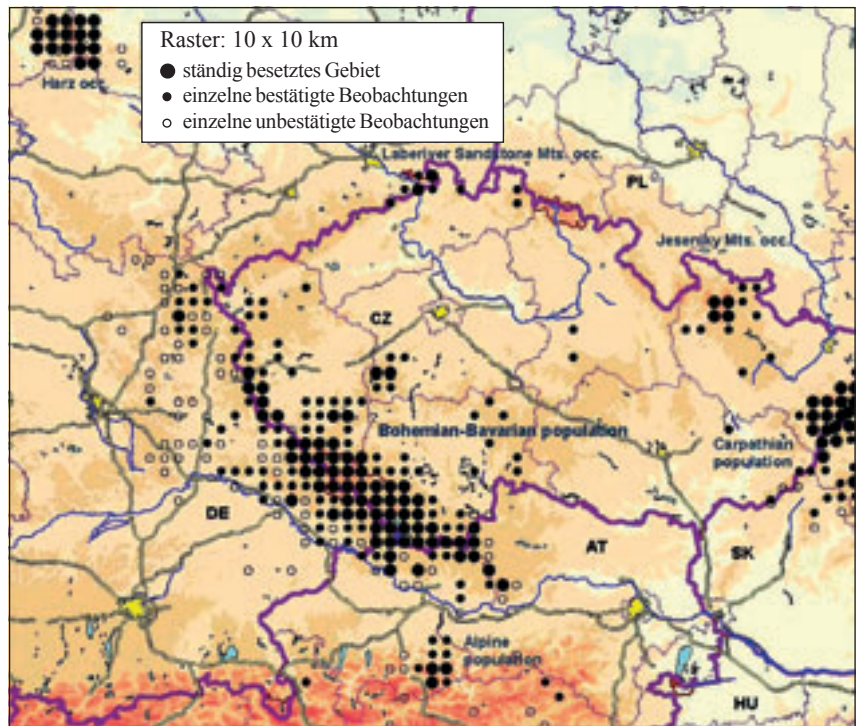 Raster: 10 x 10 km
ständig besetztes Gebiet
einzelne bestätigte Beobachtungen
einzelne unbestätigte Beobachtungen
Harz occ.
Laberiver Sandstone Mts. occ.
PL
Jeseniky Mts. occ.
CZ
Bohemian-Bavarian population
Carpathian
population
DE
AT
SK
Alpine
population
HU